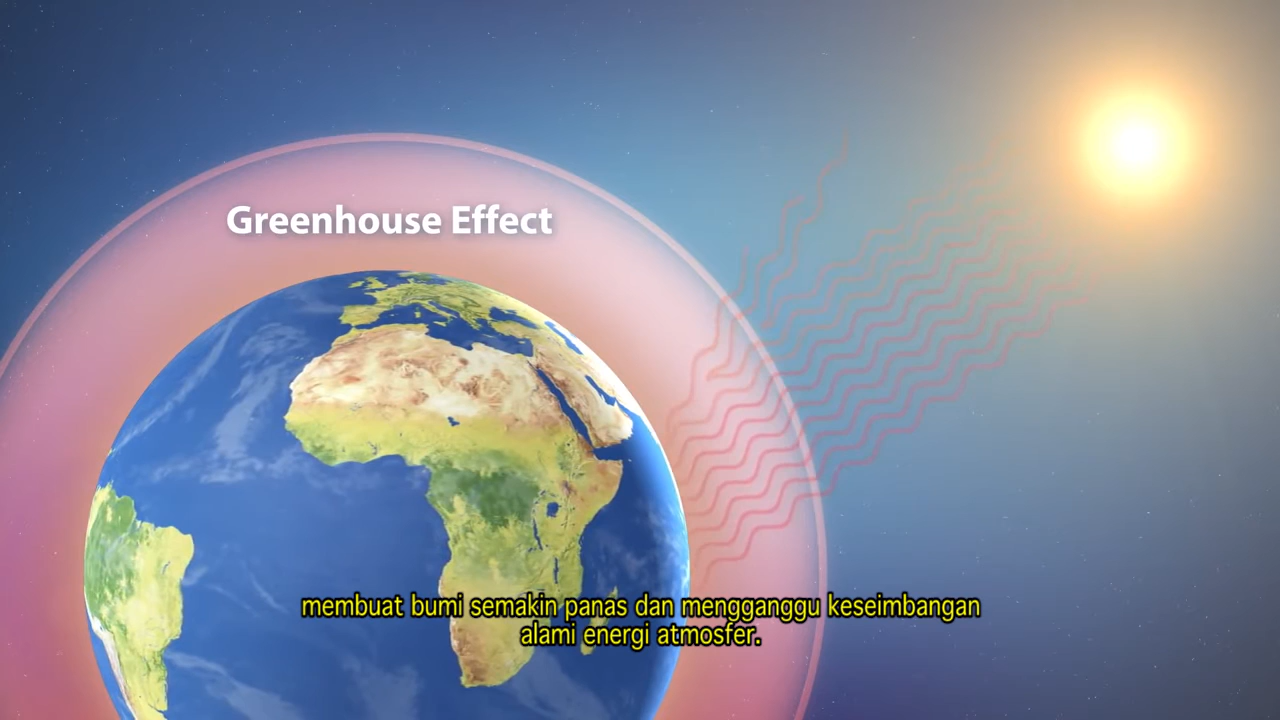 Greenhouse Effect
membuat bumi semakin panas dan mengganggu keseimbangan
alami energi atmosfer.